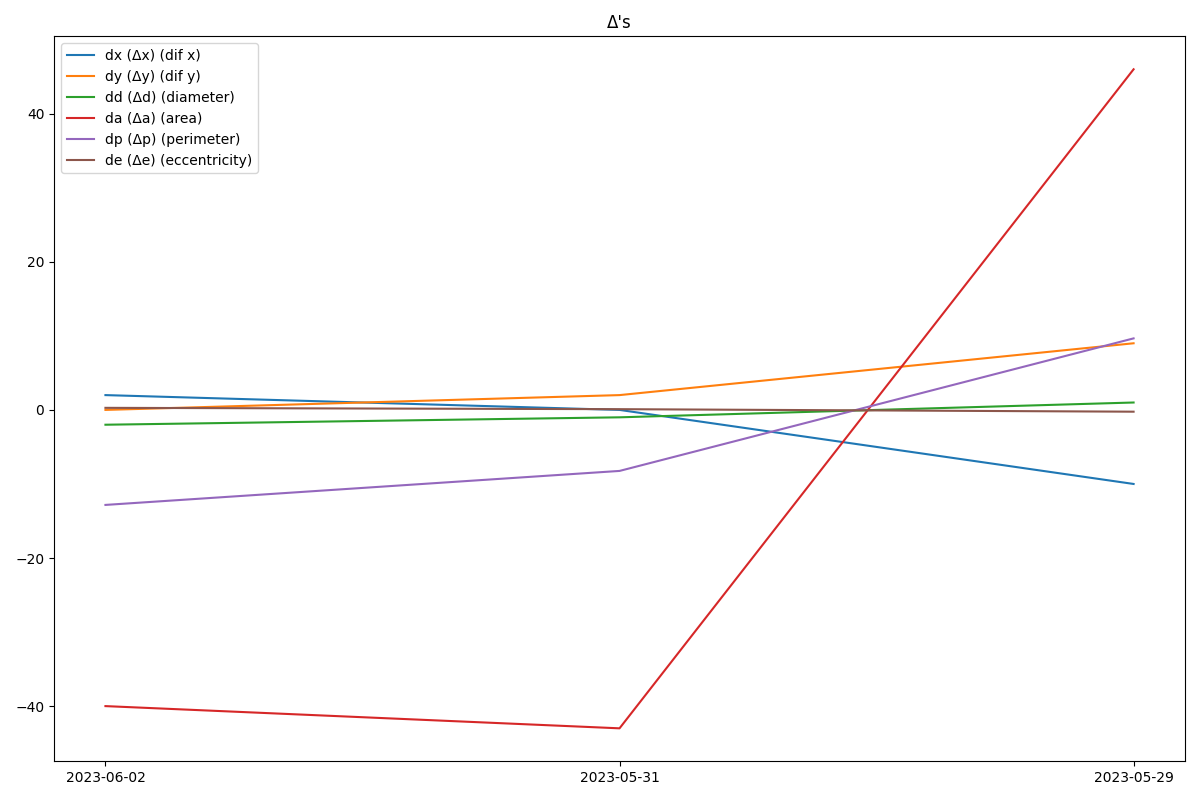 Δ's
dx (Δx) (dif x)
dy (Δy) (dif y)
dd (Δd) (diameter)
da (Δa) (area)
dp (Δp) (perimeter)
de (Δe) (eccentricity)
40
20
0
−20
−40
2023-06-02 2023-05-31 2023-05-29